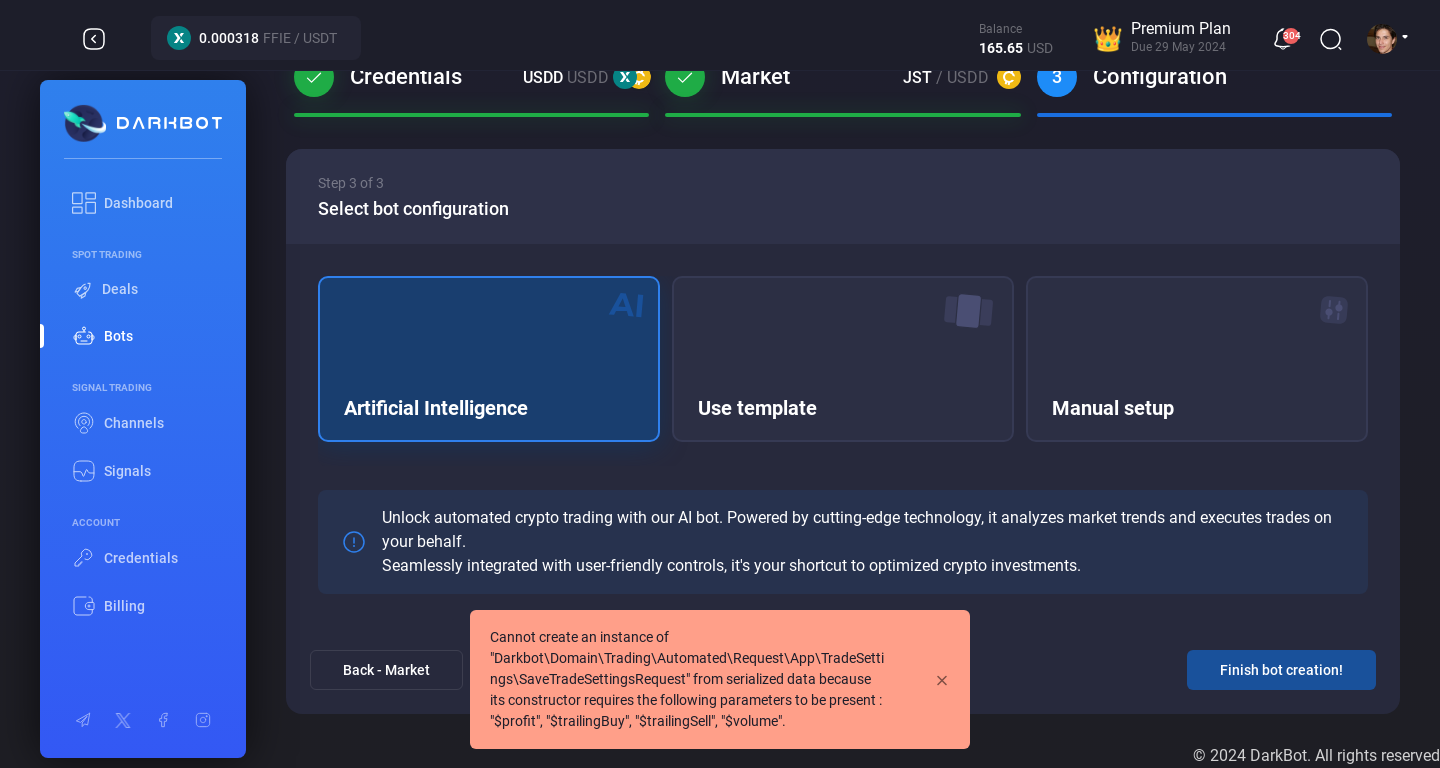 0.000318 FFIE / USDT
Balance
165.65 USD
Premium Plan
Due 29 May 2024
304
Credentials
USDD USDD
Market
JST / USDD
3
Configuration
DARKBOT
Dashboard
SPOT TRADING
Deals
Bots
SIGNAL TRADING
Channels
Signals
ACCOUNT
Credentials
Billing
Step 3 of 3
Select bot configuration
AI
Artificial Intelligence
Use template
Manual setup
Unlock automated crypto trading with our AI bot. Powered by cutting-edge technology, it analyzes market trends and executes trades on
your behalf.
Seamlessly integrated with user-friendly controls, it's your shortcut to optimized crypto investments.
Back - Market
Cannot create an instance of
"Darkbot\Domain\Trading\Automated\Request\App\TradeSetti
ngs\SaveTradeSettingsRequest" from serialized data because
its constructor requires the following parameters to be present :
"$profit", "$trailingBuy", "$trailingSell", "$volume".
Finish bot creation!
© 2024 DarkBot. All rights reserved